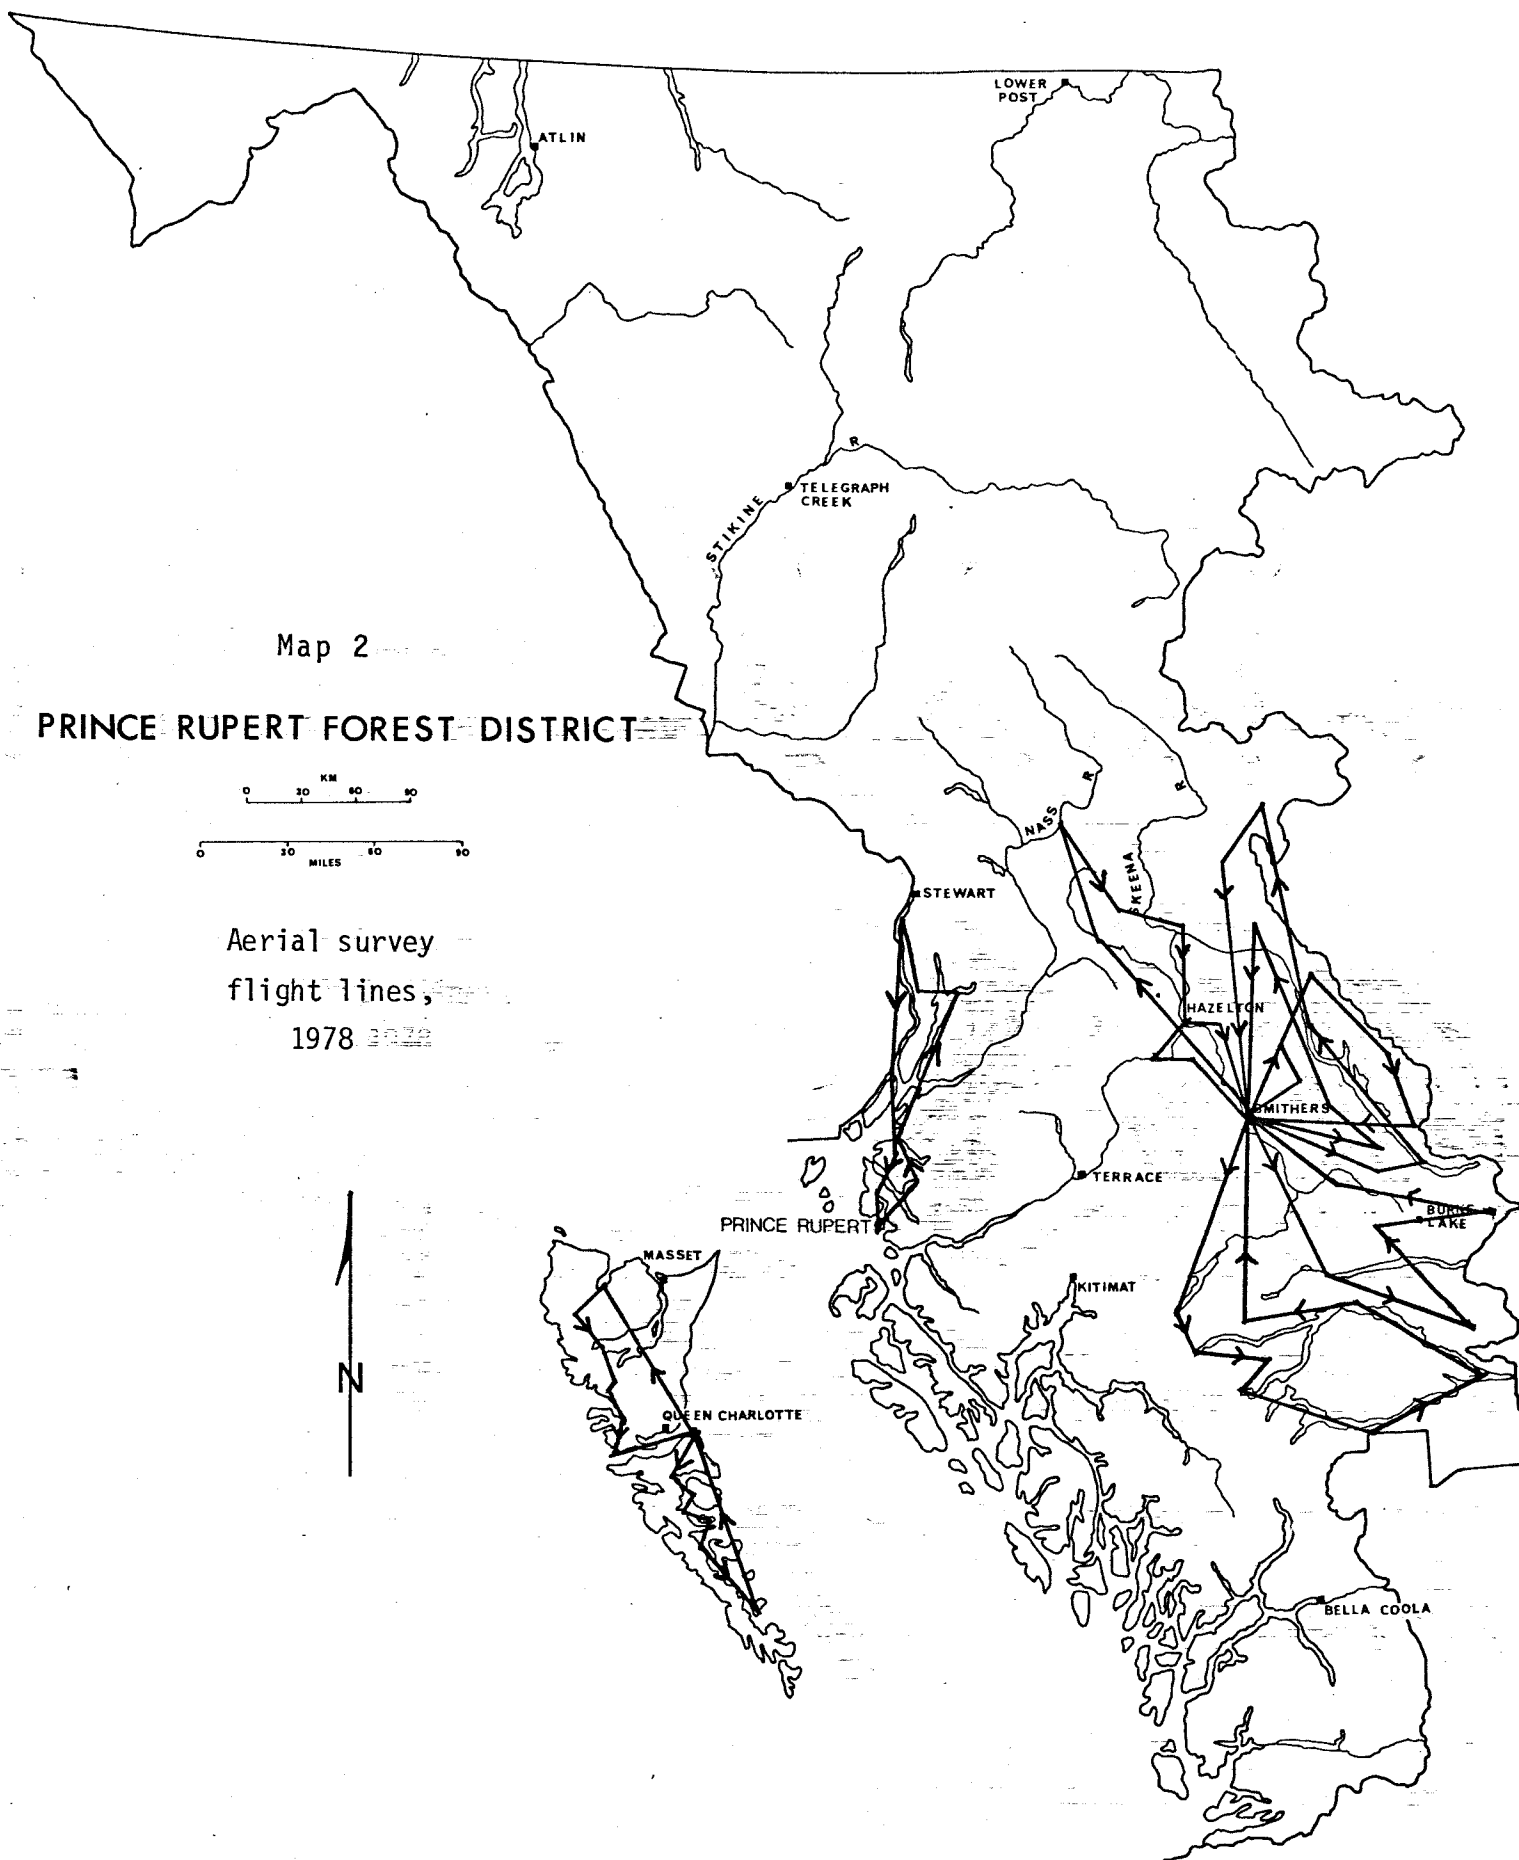 LOWER
POST
ATLIN
R
TELEGRAPH
CREEK
STIKINE
Map 2
PRINCE RUPERT FOREST DISTRICT
KM
0 30 60 90
0 30 60 90
MILES
Aerial survey
flight lines,
1978
R
R
NASS
SKEENA
STEWART
HAZELTON
SMITHERS
TERRACE
PRINCE RUPERT
BURNS
LAKE
MASSET
KITIMAT
N
QUEEN CHARLOTTE
BELLA COOLA